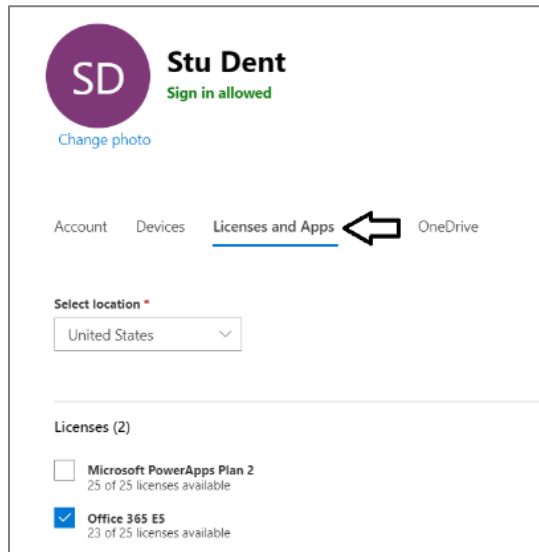 SD
Stu Dent
Sign in allowed
Change photo
Account Devices Licenses and Apps OneDrive
Select location *
United States
Licenses (2)
Microsoft PowerApps Plan 2
25 of 25 licenses available
Office 365 E5
23 of 25 licenses available